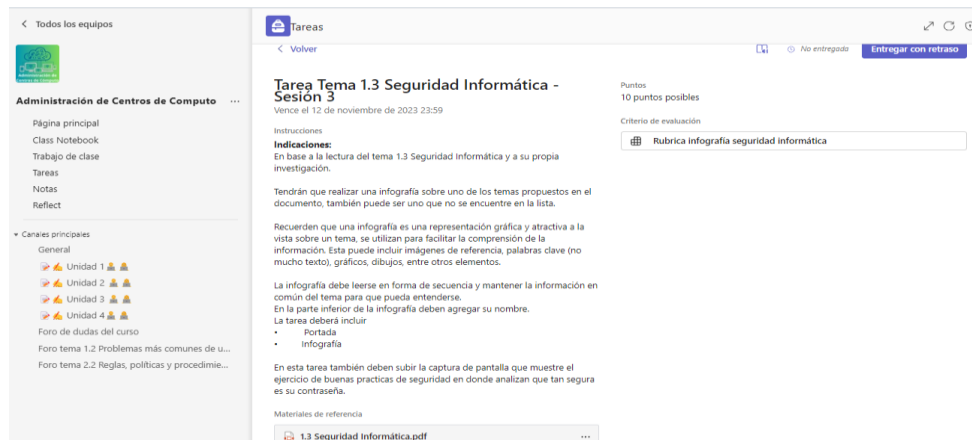 Todos los equipos
Administración de
Centros de Computo
Administración de Centros de Computo ...
Página principal
Class Notebook
Trabajo de clase
Tareas
Notas
Reflect
Canales principales
General
Unidad 1
Unidad 2
Unidad 3
Unidad 4
Foro de dudas del curso
Foro tema 1.2 Problemas más comunes de u...
Foro tema 2.2 Reglas, políticas y procedimie...
Tareas
Volver
No entregado
Entregar con retraso
Tarea Tema 1.3 Seguridad Informática -
Sesión 3
Vence el 12 de noviembre de 2023 23:59
Instrucciones
Indicaciones:
En base a la lectura del tema 1.3 Seguridad Informática y a su propia
investigación.
Tendrán que realizar una infografía sobre uno de los temas propuestos en el
documento, también puede ser uno que no se encuentre en la lista.
Recuerden que una infografía es una representación gráfica y atractiva a la
vista sobre un tema, se utilizan para facilitar la comprensión de la
información. Esta puede incluir imágenes de referencia, palabras clave (no
mucho texto), gráficos, dibujos, entre otros elementos.
La infografía debe leerse en forma de secuencia y mantener la información en
común del tema para que pueda entenderse.
En la parte inferior de la infografía deben agregar su nombre.
La tarea deberá incluir
• Portada
• Infografía
En esta tarea también deben subir la captura de pantalla que muestre el
ejercicio de buenas practicas de seguridad en donde analizan que tan segura
es su contraseña.
Materiales de referencia
1.3 Seguridad Informática.pdf ...
Puntos
10 puntos posibles
Criterio de evaluación
Rubrica infografía seguridad informática